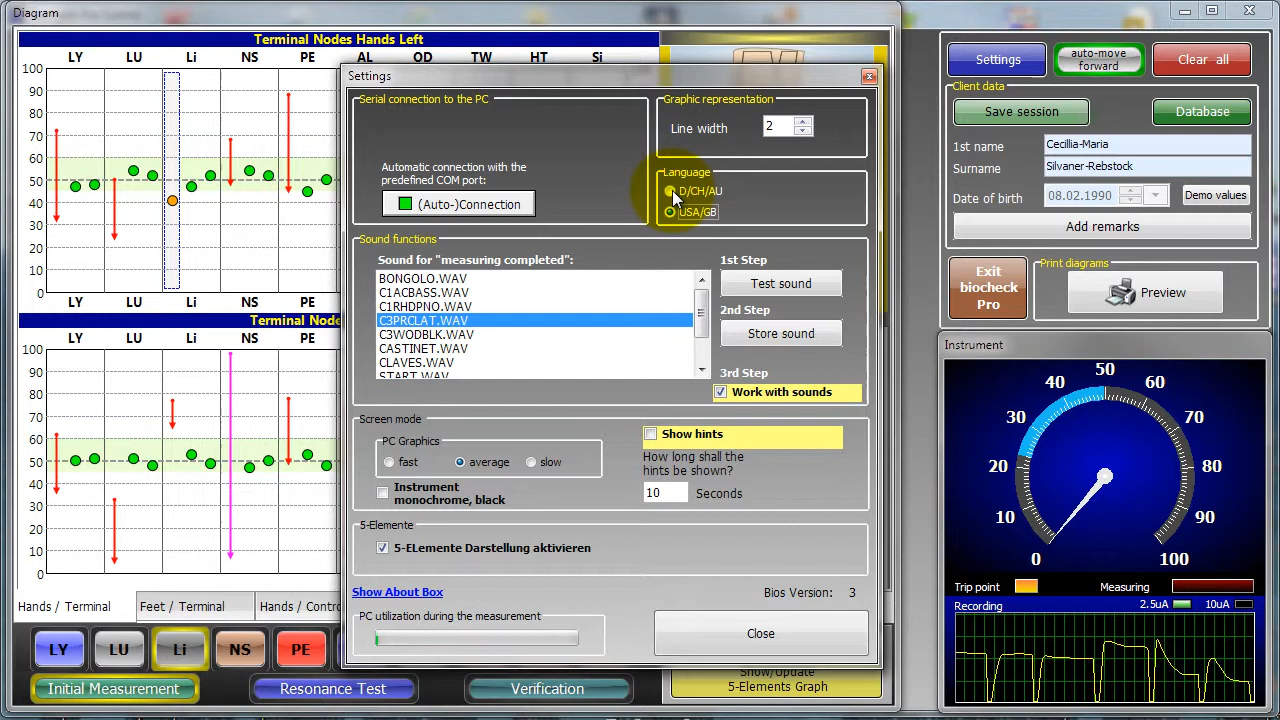 Diagram
Terminal Nodes Hands Left
LY LU Li NS PE AL OD TW HT Si
100
90
80
70
60
50
40
30
20
10
0
LY LU Li NS PE
Terminal Node
100
90
80
70
60
50
40
30
20
10
0
Hands / Terminal
Feet / Terminal
Hands / Contro
LY
LU
Li
NS
PE
Initial Measurement
Resonance Test
Verification
Show/Update
5-Elements Graph
Settings
Serial connection to the PC
Automatic connection with the
predefined COM port:
(Auto-)Connection
Graphic representation
Line width
2
Language
D/CH/AU
USA/GB
Sound functions
Sound for "measuring completed":
BONGOLO.WAV
C1ACBASS.WAV
C1RHDPNO.WAV
C3PRCLAT.WAV
C3WODBLK.WAV
CASTINET.WAV
CLAVES.WAV
START.WAV
1st Step
Test sound
2nd Step
Store sound
3rd Step
Work with sounds
Screen mode
PC Graphics
fast
average
slow
Instrument
monochrome, black
Show hints
How long shall the
hints be shown?
10
Seconds
5-Elemente
5-ELemente Darstellung aktivieren
Show About Box
Bios Version: 3
PC utilization during the measurement
Close
Settings
auto-move
forward
Clear all
Client data
Save session
Database
1st name
Cecillia-Maria
Surname
Silvaner-Rebstock
Date of birth
08.02.1990
Demo values
Add remarks
Exit
biocheck
Pro
Print diagrams
Preview
Instrument
0
10
20
30
40
50
60
70
80
90
100
Trip point
Measuring
Recording
2.5uA
10uA